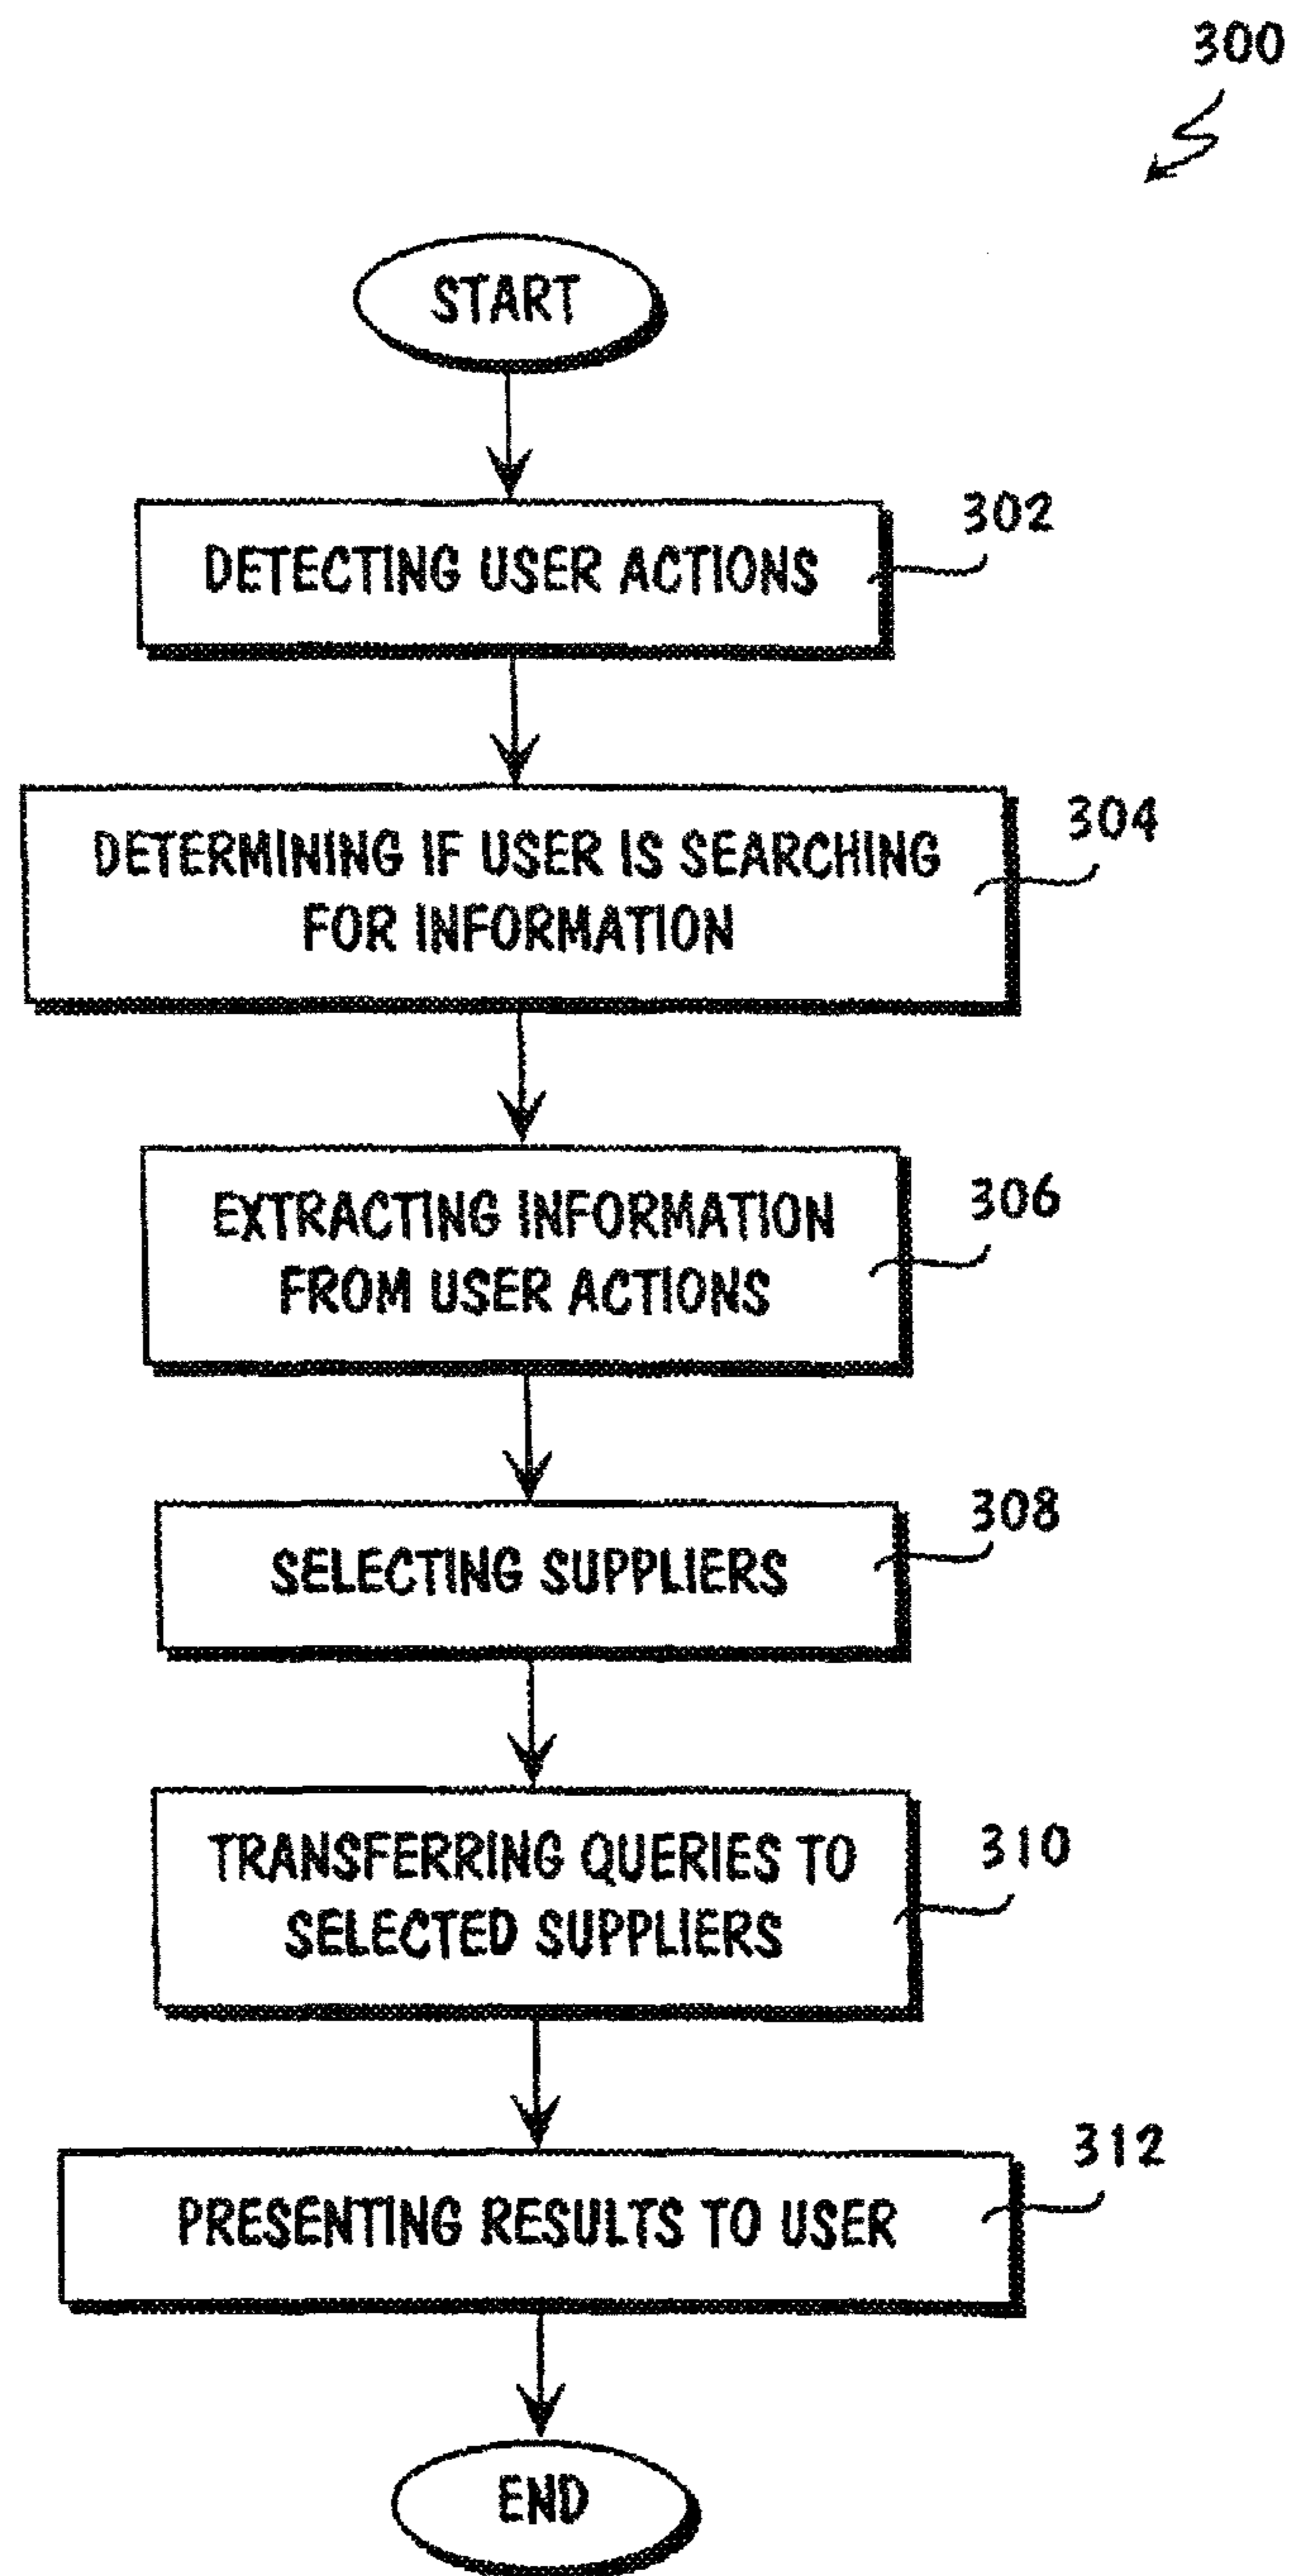 300
START
302
DETECTING USER ACTIONS
304
DETERMINING IF USER IS SEARCHING
FOR INFORMATION
306
EXTRACTING INFORMATION
FROM USER ACTIONS
308
SELECTING SUPPLIERS
310
TRANSFERRING QUERIES TO
SELECTED SUPPLIERS
312
PRESENTING RESULTS TO USER
END